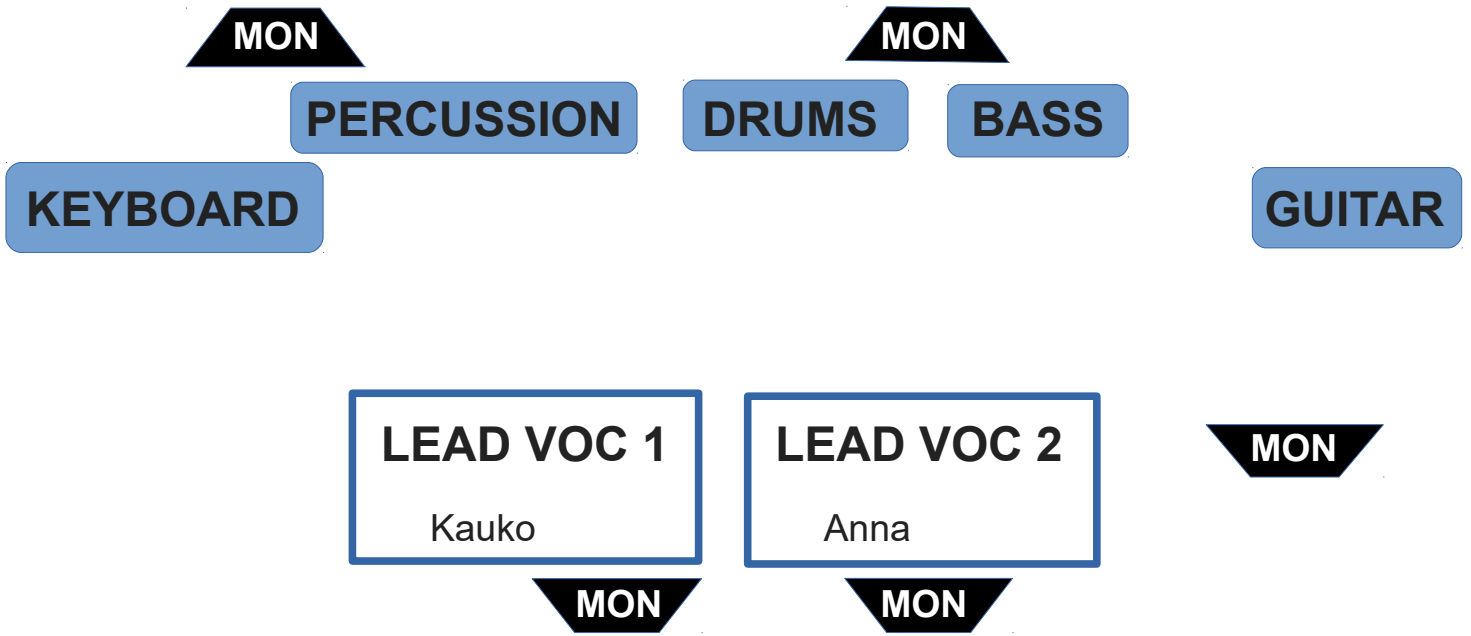 MON
MON
PERCUSSION
DRUMS
BASS
KEYBOARD
GUITAR
LEAD VOC 1
Kauko
LEAD VOC 2
Anna
MON
MON
MON